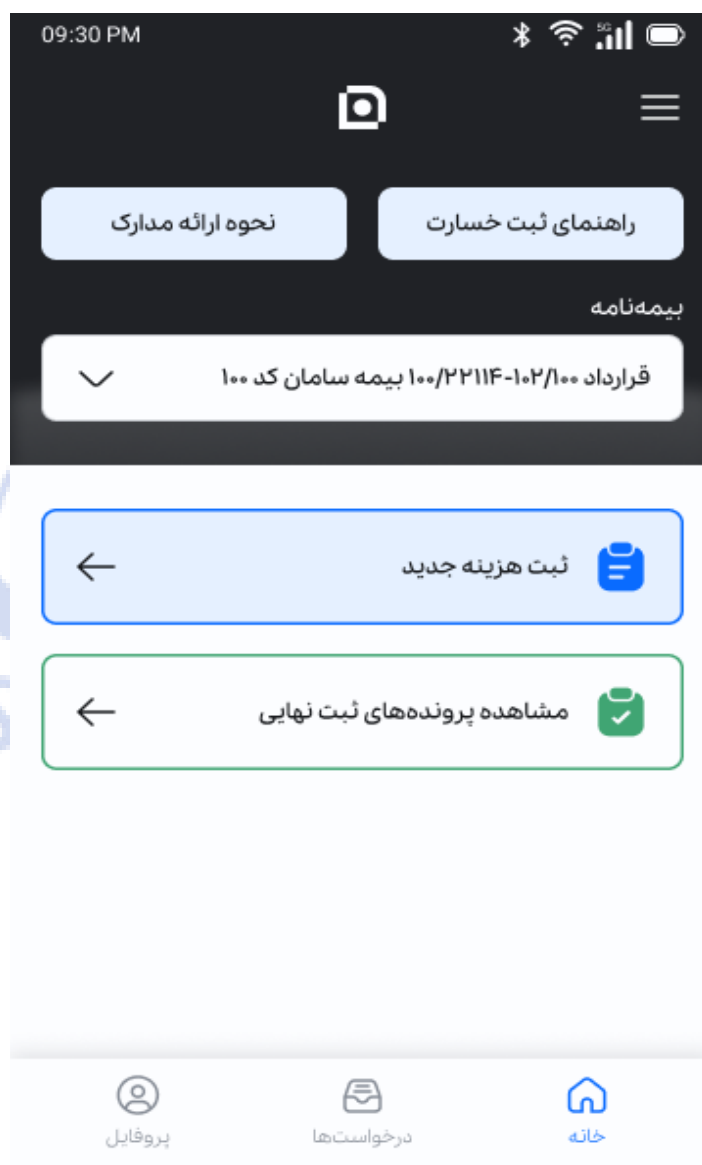 09:30 PM
5G
راهنمای ثبت خسارت
نحوه ارائه مدارک
بیمه‌نامه
قرارداد ۱۰۰/۲۲۱۱۴-۱۰۲/۱۰۰ بیمه سامان کد ۱۰۰
ثبت هزینه جدید
مشاهده پرونده‌های ثبت نهایی
خانه
درخواست‌ها
پروفایل